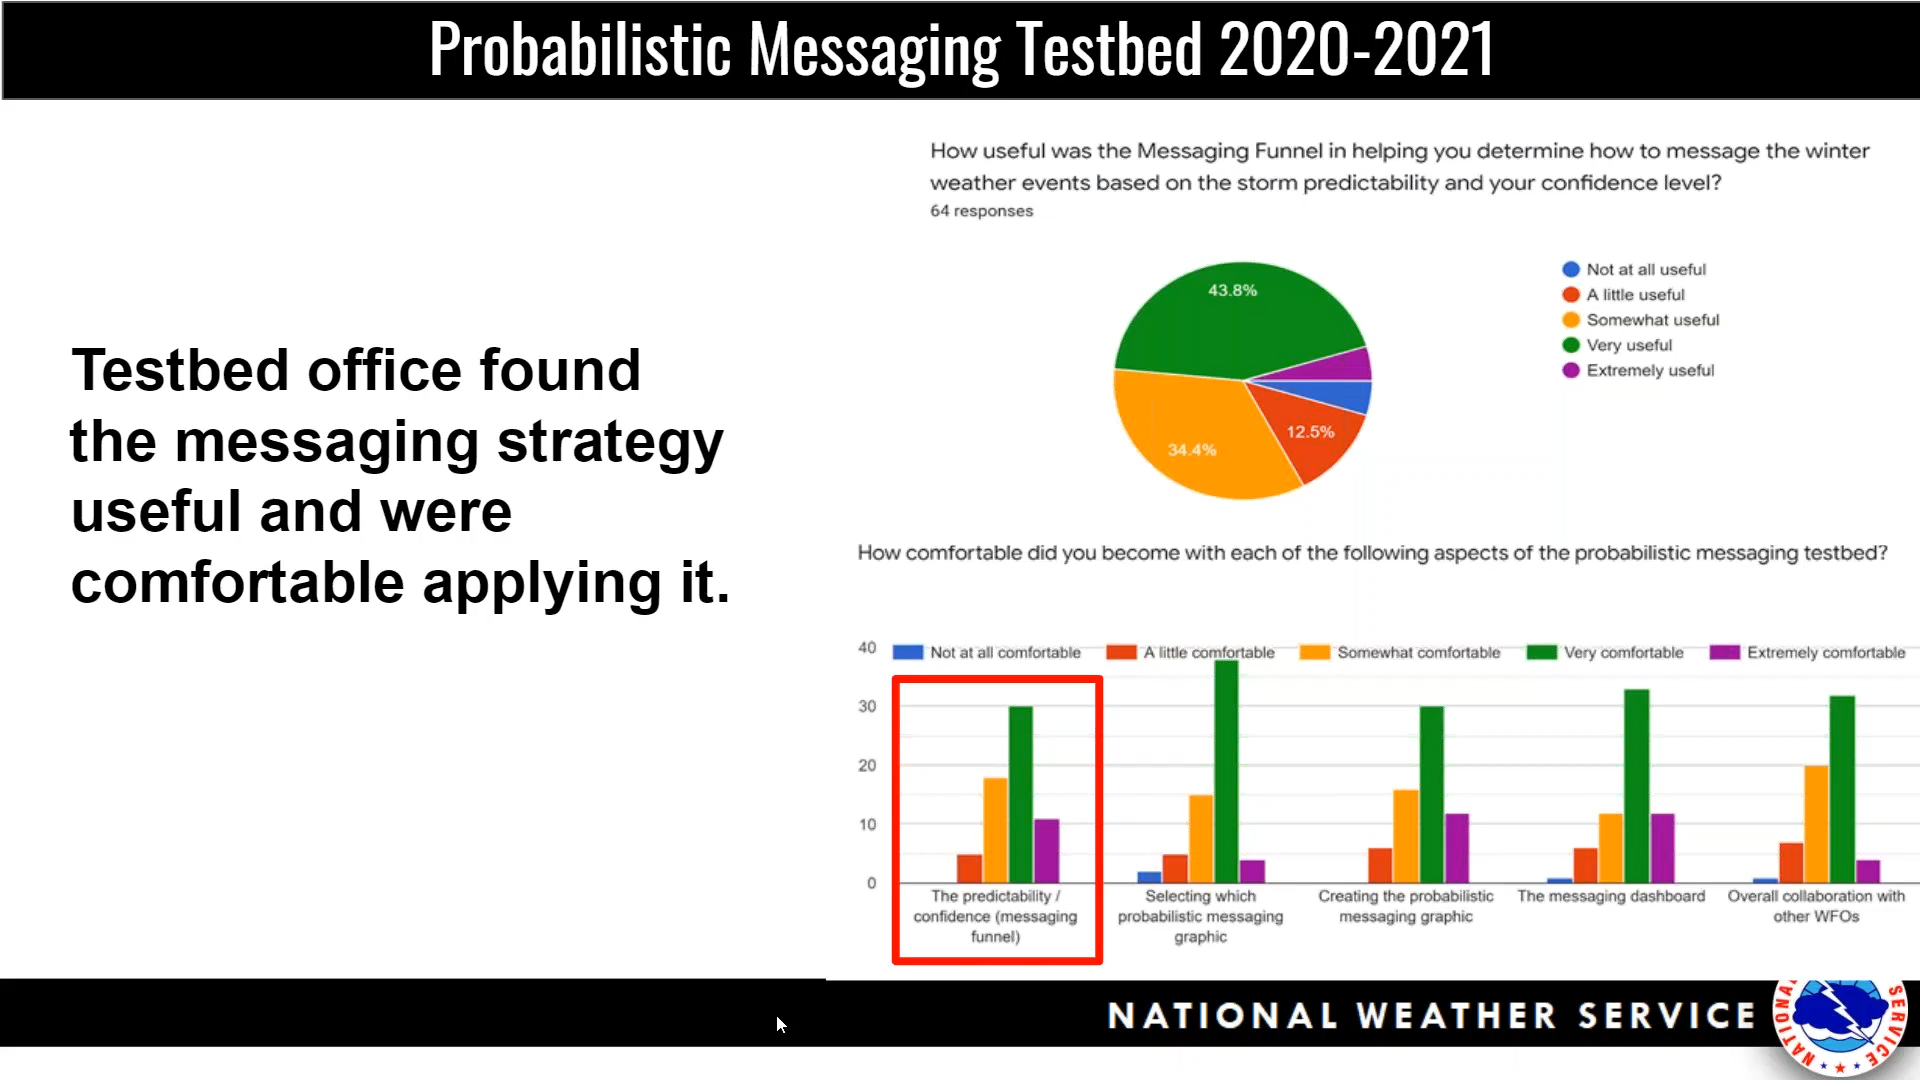 Probabilistic Messaging Testbed 2020-2021
Testbed office found
the messaging strategy
useful and were
comfortable applying it.
How useful was the Messaging Funnel in helping you determine how to message the winter
weather events based on the storm predictability and your confidence level?
64 responses
43.8%
34.4%
12.5%
Not at all useful
A little useful
Somewhat useful
Very useful
Extremely useful
How comfortable did you become with each of the following aspects of the probabilistic messaging testbed?
Not at all comfortable
A little comfortable
Somewhat comfortable
Very comfortable
Extremely comfortable
40
30
20
10
0
The predictability /
confidence (messaging
funnel)
Selecting which
probabilistic messaging
graphic
Creating the probabilistic
messaging graphic
The messaging dashboard
Overall collaboration with
other WFOs
NATIONAL WEATHER SERVICE
NATIONAL
SERVICE